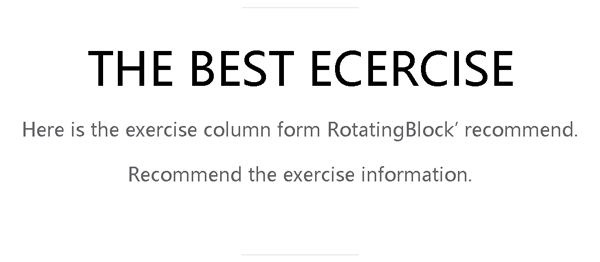 THE BEST ECERCISE
Here is the exercise column form RotatingBlock’ recommend.
Recommend the exercise information.